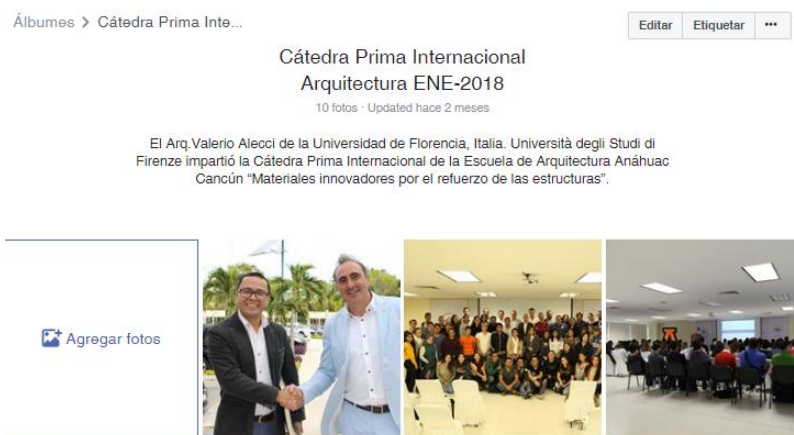 Álbumes > Cátedra Prima Inte...
Editar Etiquetar ...
Cátedra Prima Internacional
Arquitectura ENE-2018
10 fotos · Updated hace 2 meses
El Arq.Valerio Alecci de la Universidad de Florencia, Italia. Università degli Studi di
Firenze impartió la Cátedra Prima Internacional de la Escuela de Arquitectura Anáhuac
Cancún “Materiales innovadores por el refuerzo de las estructuras”.
Agregar fotos